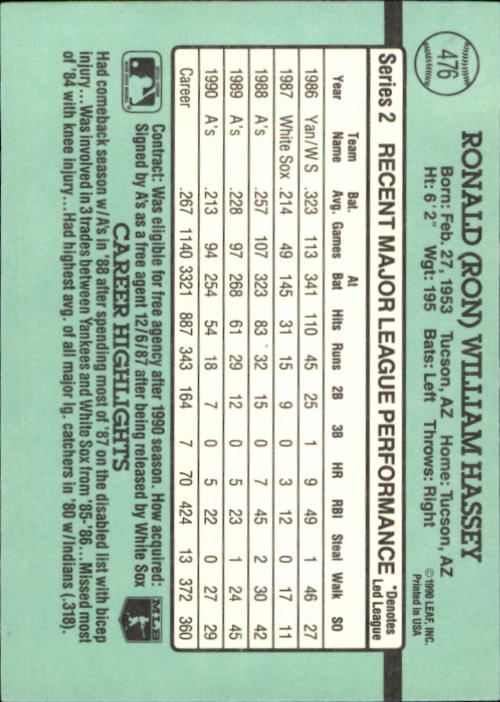 476
RONALD (RON) WILLIAM HASSEY
Born: Feb. 27, 1953 Tucson, AZ Home: Tucson, AZ
Ht: 6' 2" Wgt: 195 Bats: Left Throws: Right
©1990 LEAF, INC.
Printed in USA
Series 2 RECENT MAJOR LEAGUE PERFORMANCE *Denotes
Led League
Year Team Name Bat. Avg. Games At Bat Hits Runs 2B 3B HR RBI Steal Walk SO
1986 Yan/W S .323 113 341 110 45 25 1 9 49 1 46 27
1987 White Sox .214 49 145 31 15 9 0 3 12 0 17 11
1988 A's .257 107 323 83 32 15 0 7 45 2 30 42
1989 A's .228 97 268 61 29 12 0 5 23 1 24 45
1990 A's .213 94 254 54 18 7 0 5 22 0 27 29
Career .267 1140 3321 887 343 164 7 70 424 13 372 360
Contract: Was eligible for free agency after 1990 season. How acquired:
Signed by A's as a free agent 12/6/87 after being released by White Sox
MLB
CAREER HIGHLIGHTS
Had comeback season w/A's in '88 after spending most of '87 on the disabled list with bicep
injury...Was involved in 3 trades between Yankees and White Sox from '85-'86...Missed most
of '84 with knee injury...Had highest avg. of all major lg. catchers in '80 w/Indians (.318).